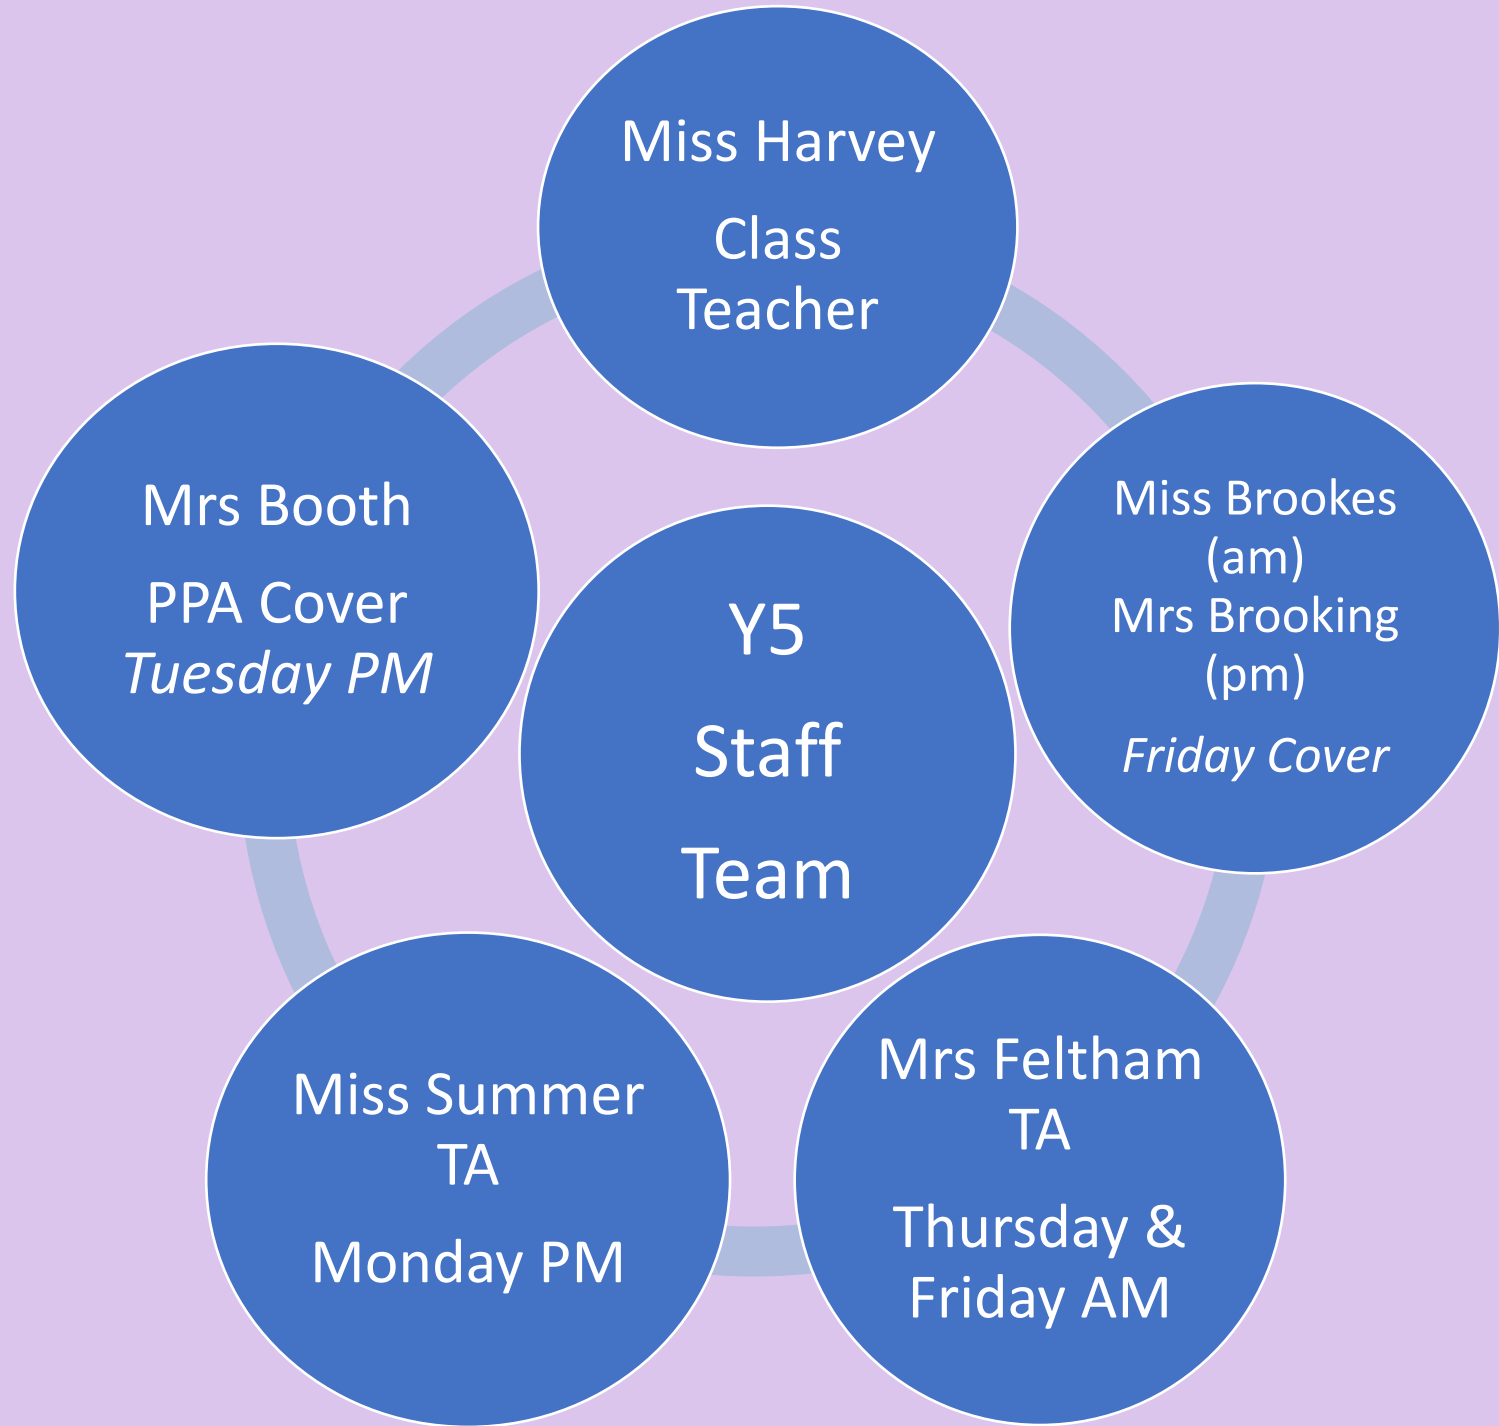 Miss Harvey
Class
Teacher
Miss Brookes
(am)
Mrs Brooking
(pm)
Friday Cover
Mrs Feltham
TA
Thursday &
Friday AM
Miss Summer
TA
Monday PM
Mrs Booth
PPA Cover
Tuesday PM
Y5
Staff
Team